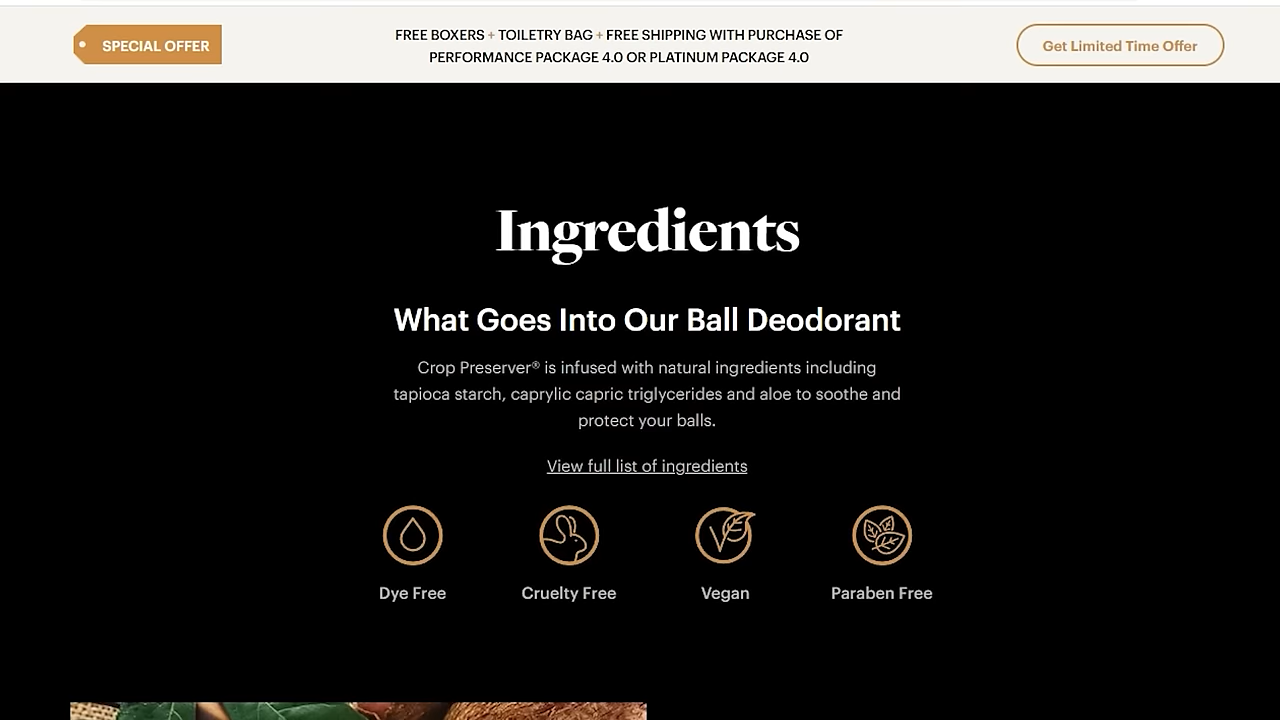 SPECIAL OFFER
FREE BOXERS + TOILETRY BAG + FREE SHIPPING WITH PURCHASE OF
PERFORMANCE PACKAGE 4.0 OR PLATINUM PACKAGE 4.0
Get Limited Time Offer
Ingredients
What Goes Into Our Ball Deodorant
Crop Preserver® is infused with natural ingredients including
tapioca starch, caprylic capric triglycerides and aloe to soothe and
protect your balls.
View full list of ingredients
Dye Free
Cruelty Free
Vegan
Paraben Free